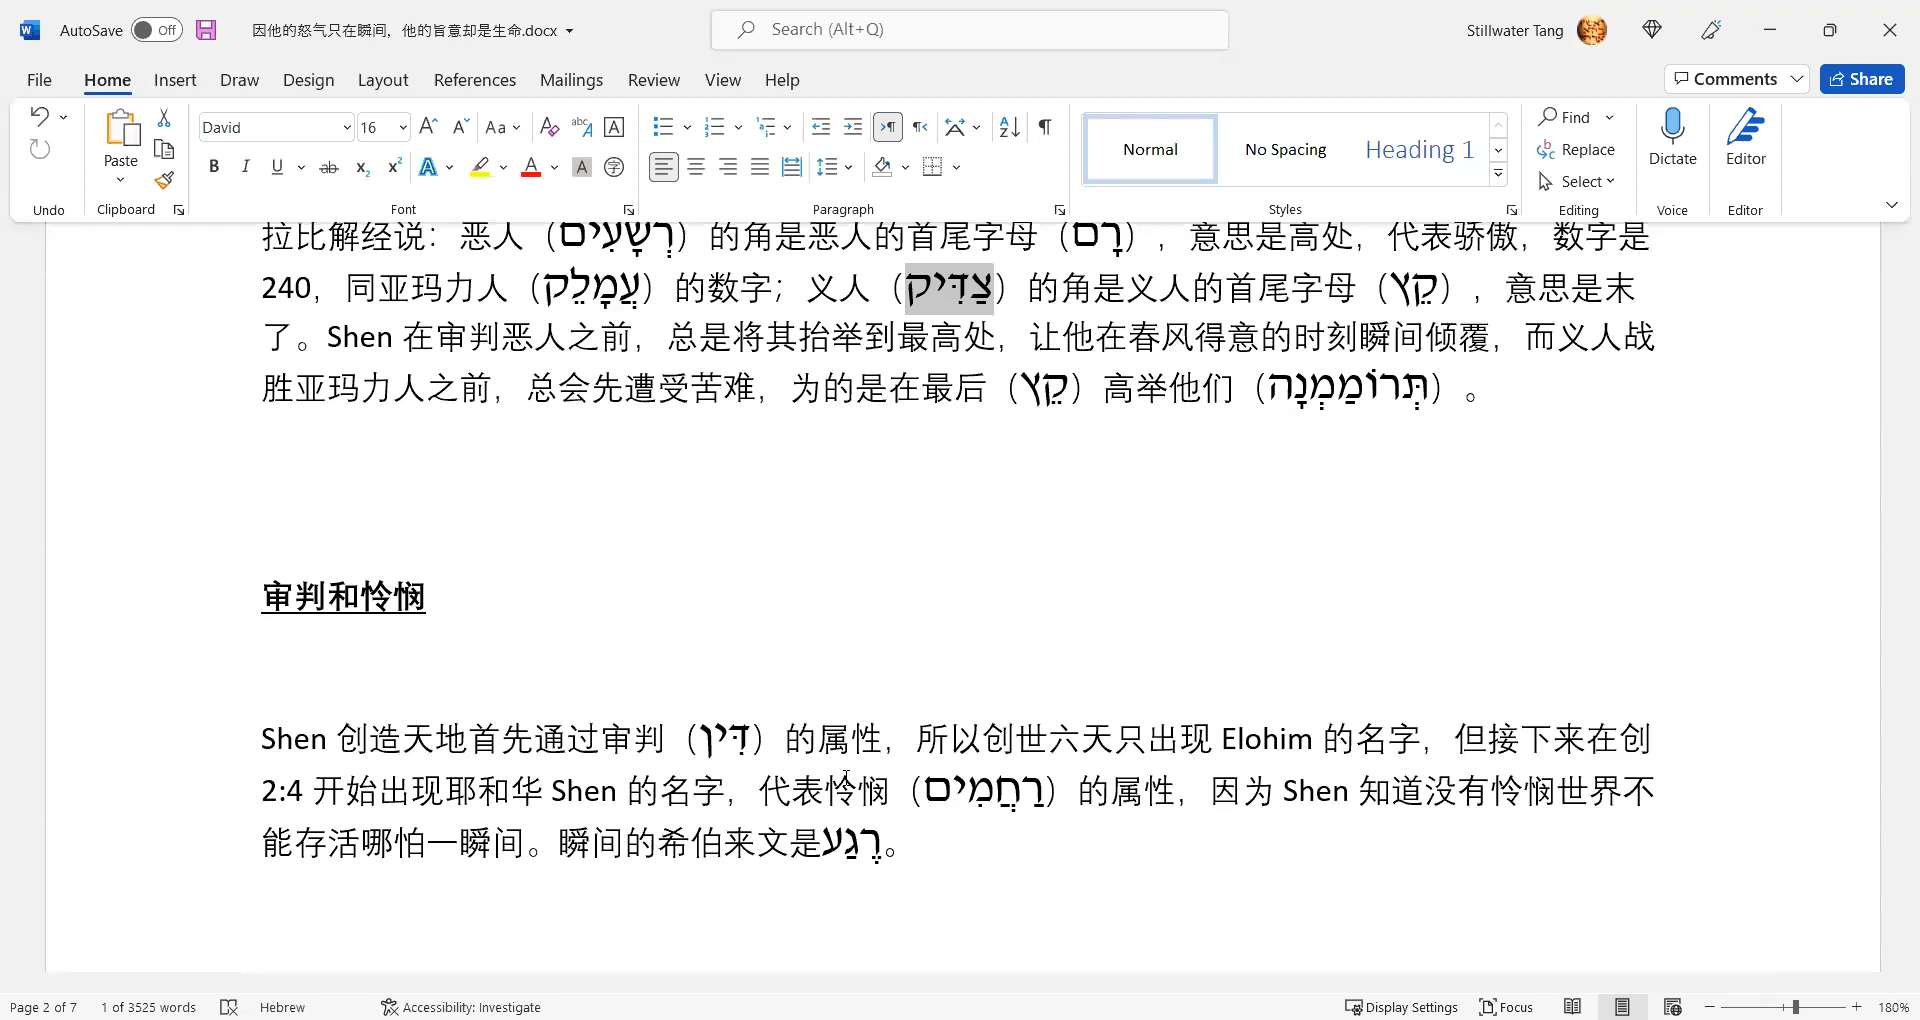 AutoSave Off 因他的怒气只在瞬间，他的旨意却是生命.docx Search (Alt+Q) Stillwater Tang
File Home Insert Draw Design Layout References Mailings Review View Help Comments Share
David 16 Aa
Paste Normal No Spacing Heading 1 Find Replace Select Dictate Editor
B I U ab
Undo Clipboard Font Paragraph Styles Editing Voice Editor
拉比解经说：恶人（רְשָׁעִים）的角是恶人的首尾字母（רָם），意思是高处，代表骄傲，数字是
240，同亚玛力人（עֲמָלֵק）的数字；义人（צַדִּיק）的角是义人的首尾字母（קֵץ），意思是末
了。Shen 在审判恶人之前，总是将其抬举到最高处，让他在春风得意的时刻瞬间倾覆，而义人战
胜亚玛力人之前，总会先遭受苦难，为的是在最后（קֵץ）高举他们（תְּרוֹמַמְנָה）。
审判和怜悯
Shen 创造天地首先通过审判（דִּין）的属性，所以创世六天只出现 Elohim 的名字，但接下来在创
2:4 开始出现耶和华 Shen 的名字，代表怜悯（רַחֲמִים）的属性，因为 Shen 知道没有怜悯世界不
能存活哪怕一瞬间。瞬间的希伯来文是רֶגַע。
Page 2 of 7 1 of 3525 words Hebrew Accessibility: Investigate Display Settings Focus 180%